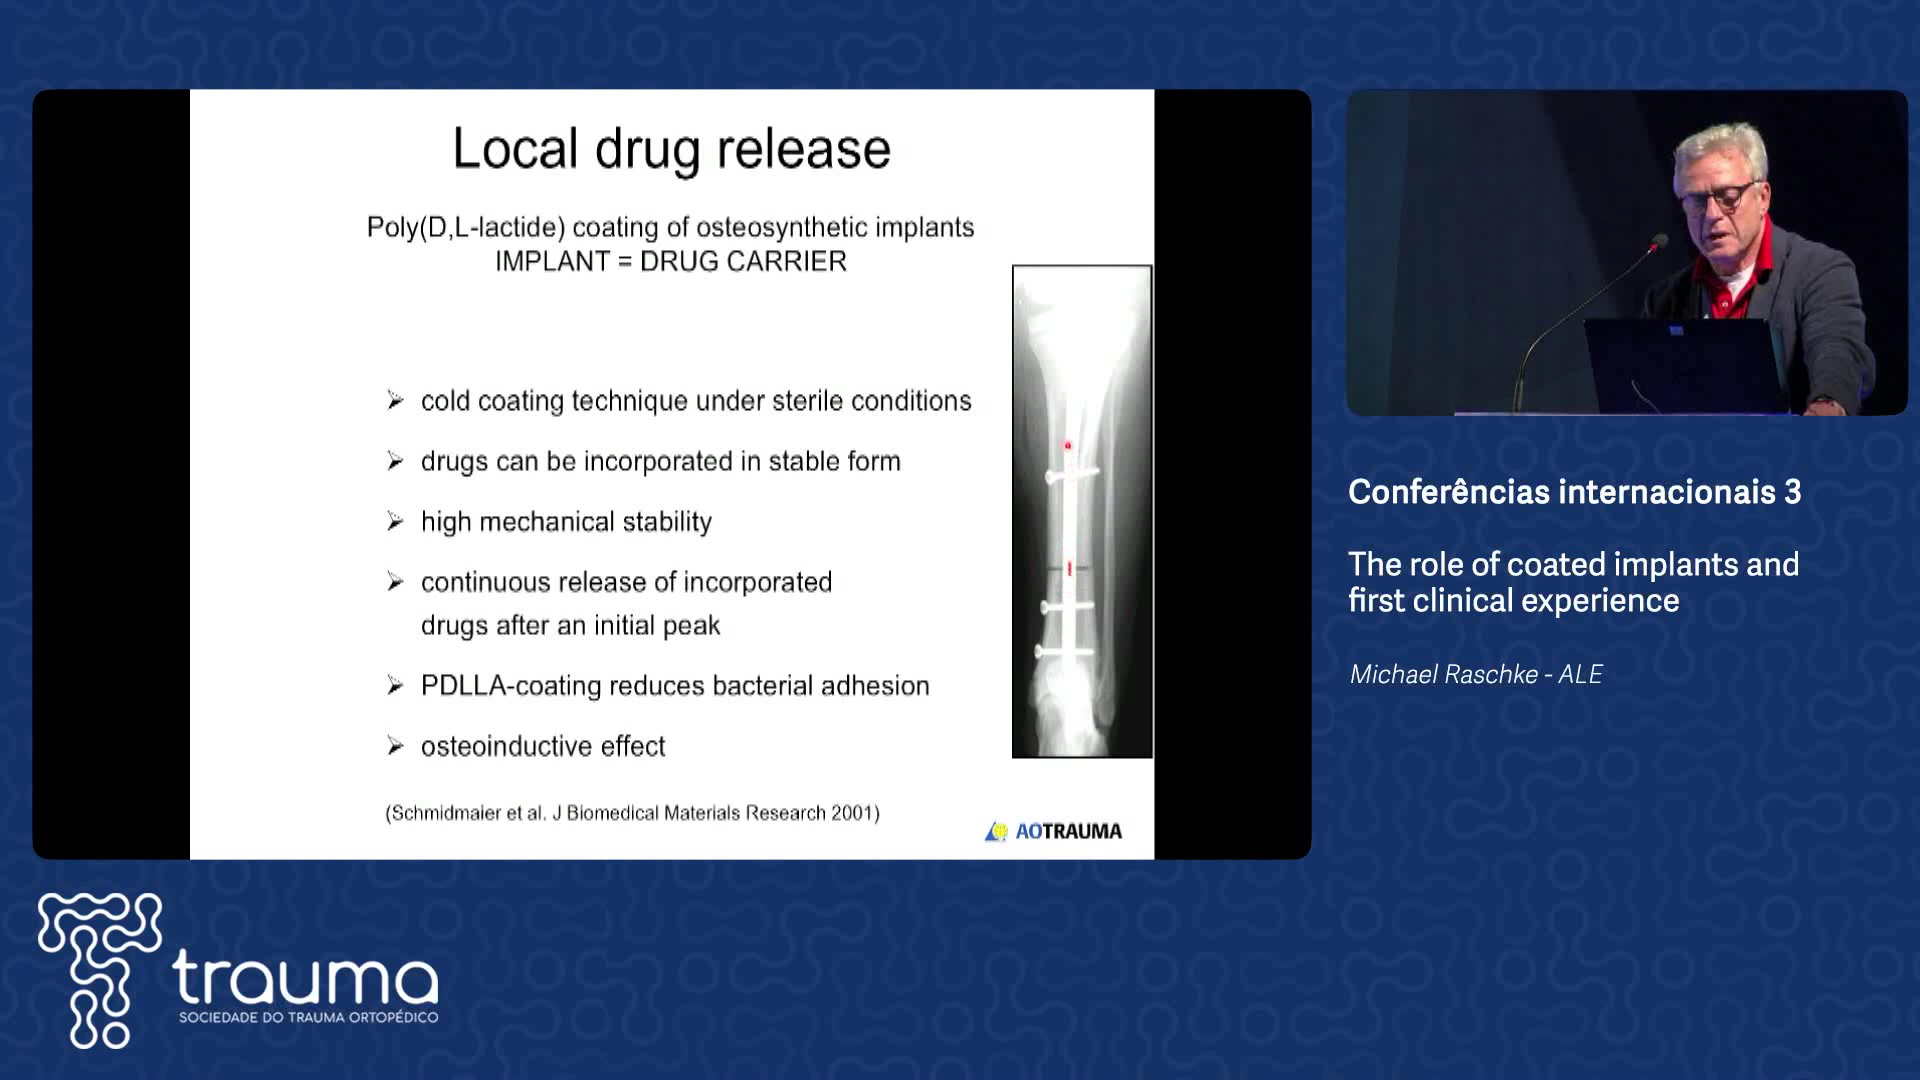 Local drug release
Poly(D,L-lactide) coating of osteosynthetic implants
IMPLANT = DRUG CARRIER
➢ cold coating technique under sterile conditions
➢ drugs can be incorporated in stable form
➢ high mechanical stability
➢ continuous release of incorporated
drugs after an initial peak
➢ PDLLA-coating reduces bacterial adhesion
➢ osteoinductive effect
(Schmidmaier et al. J Biomedical Materials Research 2001)
AOTRAUMA
Conferências internacionais 3
The role of coated implants and
first clinical experience
Michael Raschke - ALE
trauma
SOCIEDADE DO TRAUMA ORTOPÉDICO